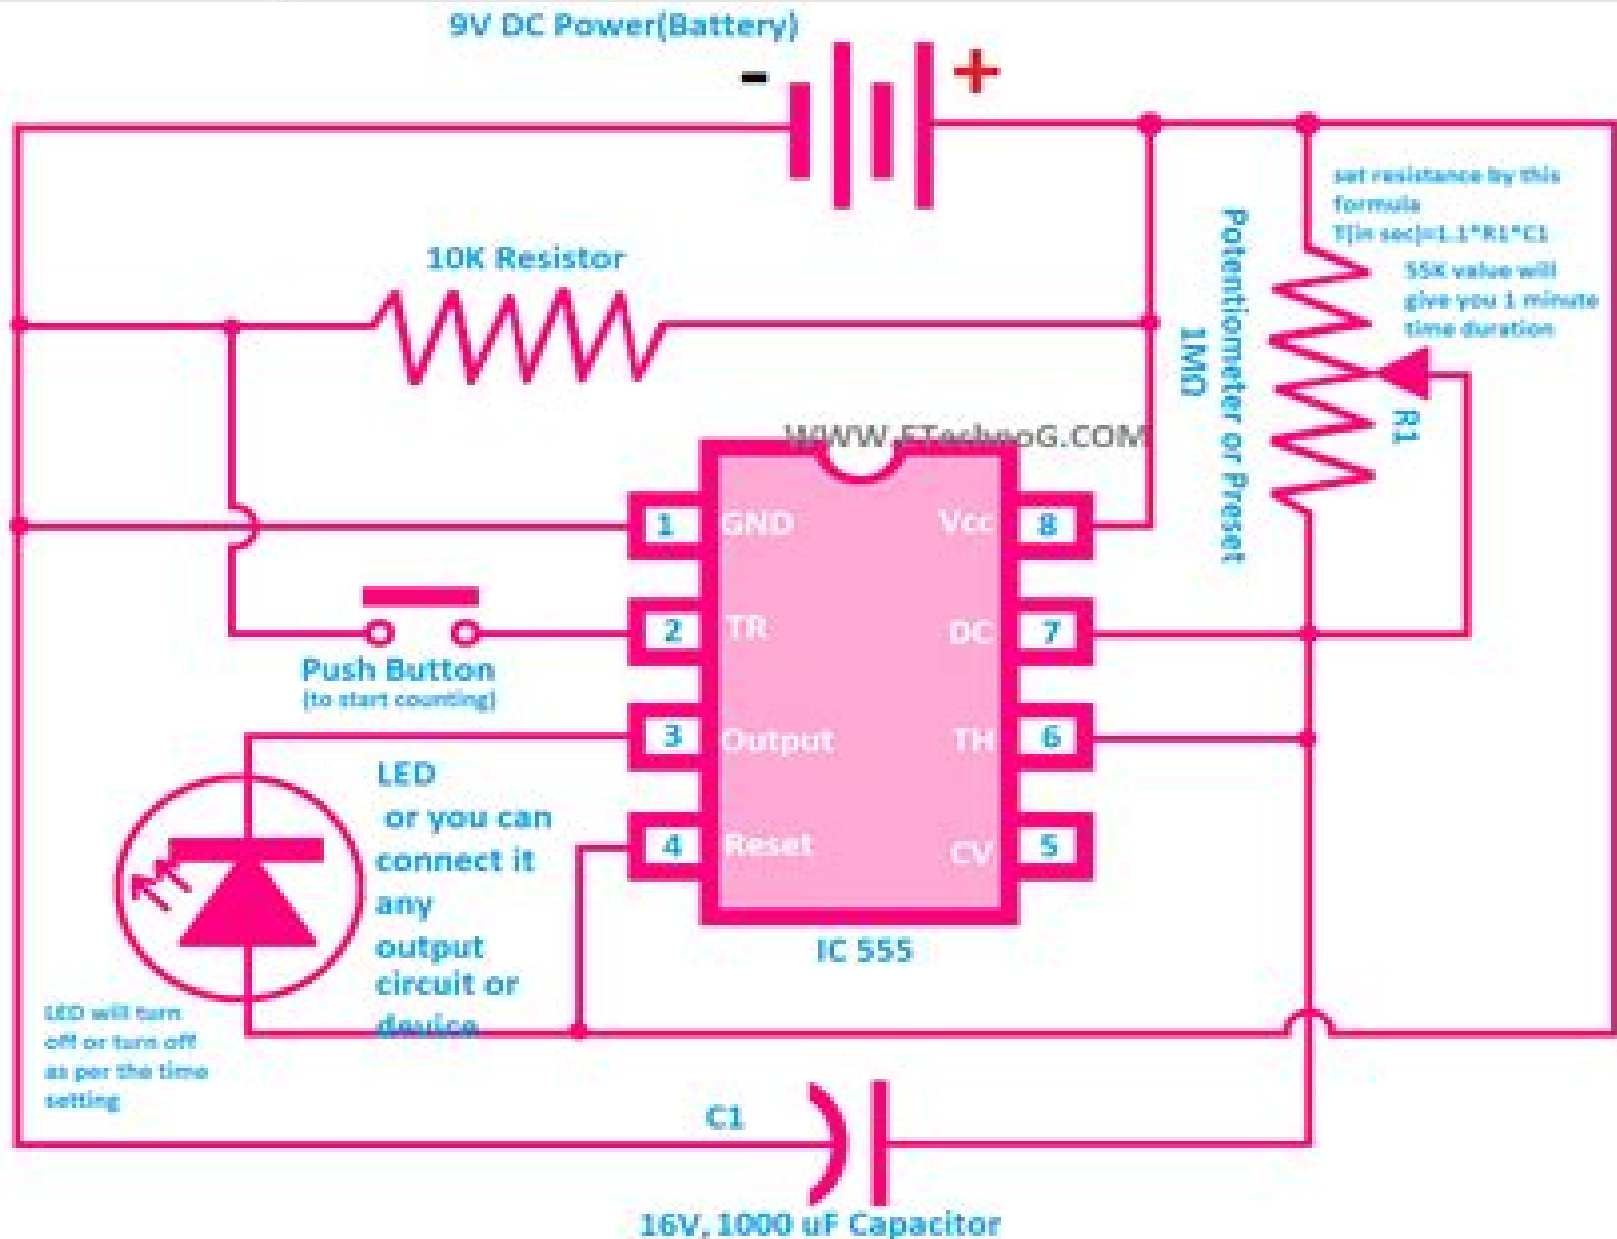 9V DC Power(Battery)
-
+
set resistance by this
formula
T(in sec)=1.1*R1*C1
55K value will
give you 1 minute
time duration
10K Resistor
Potentiometer or Preset
1MΩ
R1
WWW.ETechnoG.COM
1
GND
Vcc
8
2
TR
DC
7
3
Output
TH
6
4
Reset
CV
5
IC 555
Push Button
(to start counting)
LED
or you can
connect it
any
output
circuit or
device
LED will turn
off or turn off
as per the time
setting
C1
16V, 1000 uF Capacitor